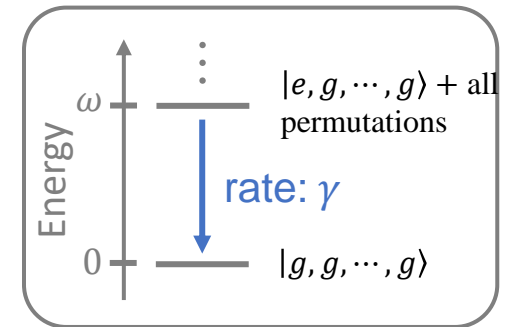 Energy
ω
|e, g, ⋯, g⟩ + all
permutations
rate: γ
0
|g, g, ⋯, g⟩